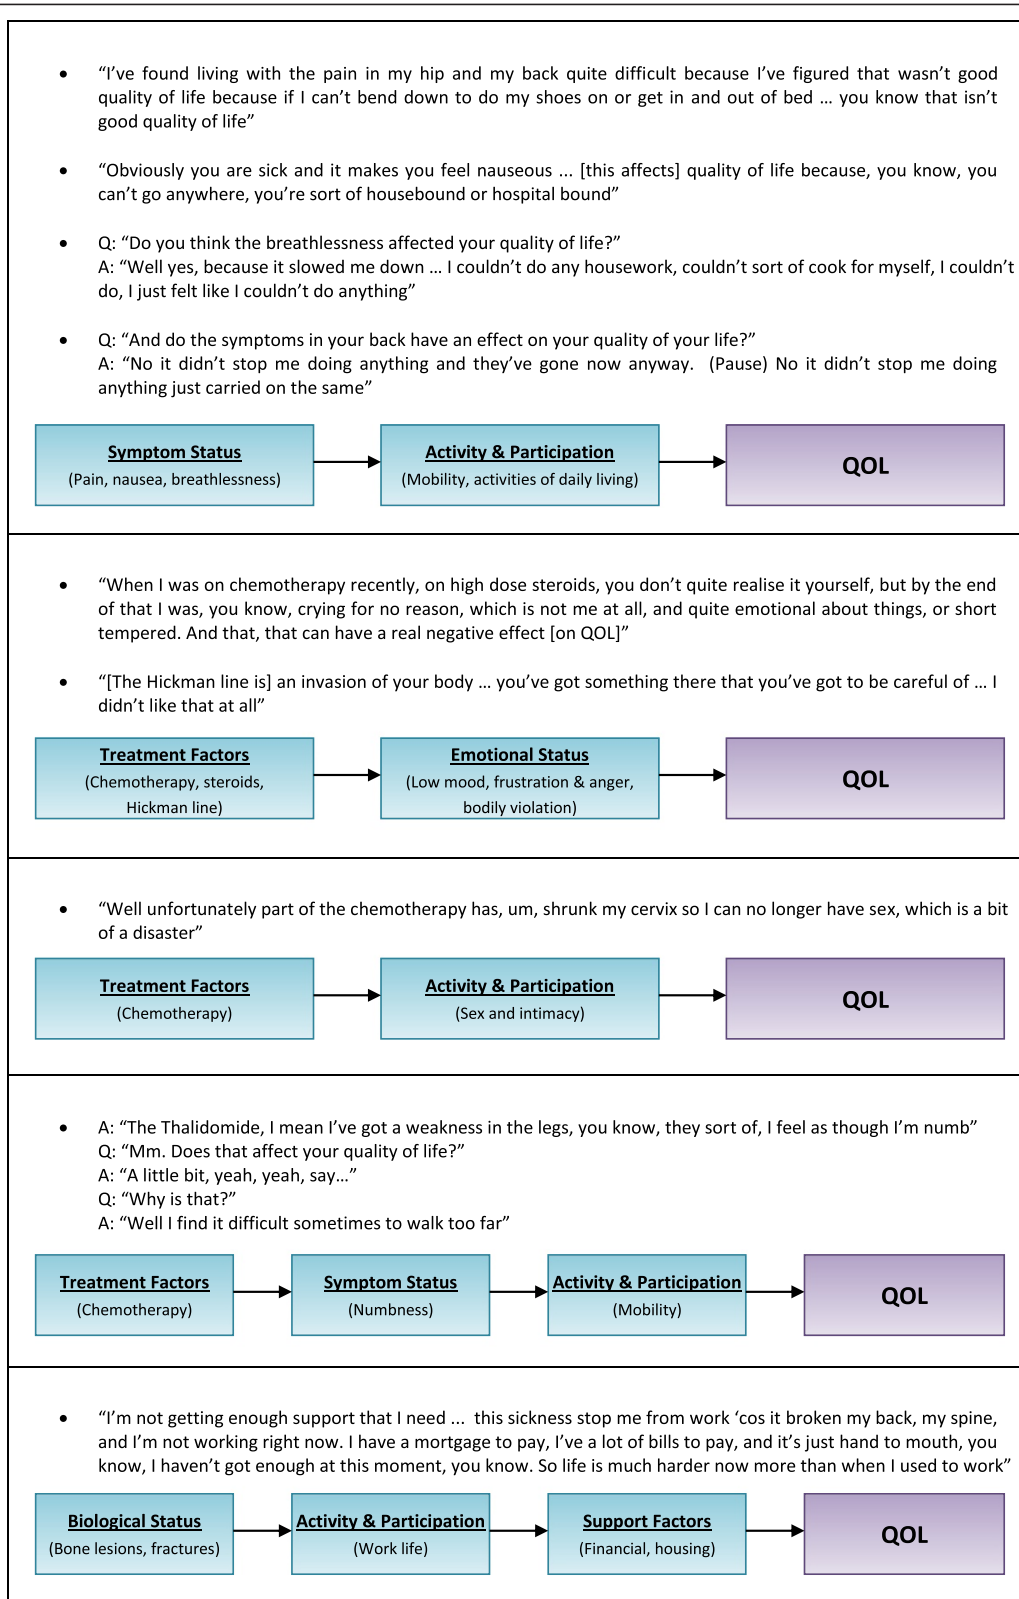 • “I’ve found living with the pain in my hip and my back quite difficult because I’ve figured that wasn’t good
quality of life because if I can’t bend down to do my shoes on or get in and out of bed … you know that isn’t
good quality of life”
• “Obviously you are sick and it makes you feel nauseous ... [this affects] quality of life because, you know, you
can’t go anywhere, you’re sort of housebound or hospital bound”
• Q: “Do you think the breathlessness affected your quality of life?”
A: “Well yes, because it slowed me down … I couldn’t do any housework, couldn’t sort of cook for myself, I couldn’t
do, I just felt like I couldn’t do anything”
• Q: “And do the symptoms in your back have an effect on your quality of your life?”
A: “No it didn’t stop me doing anything and they’ve gone now anyway. (Pause) No it didn’t stop me doing
anything just carried on the same”
Symptom Status
(Pain, nausea, breathlessness)
Activity & Participation
(Mobility, activities of daily living)
QOL
• “When I was on chemotherapy recently, on high dose steroids, you don’t quite realise it yourself, but by the end
of that I was, you know, crying for no reason, which is not me at all, and quite emotional about things, or short
tempered. And that, that can have a real negative effect [on QOL]”
• “[The Hickman line is] an invasion of your body … you’ve got something there that you’ve got to be careful of … I
didn’t like that at all”
Treatment Factors
(Chemotherapy, steroids,
Hickman line)
Emotional Status
(Low mood, frustration & anger,
bodily violation)
QOL
• “Well unfortunately part of the chemotherapy has, um, shrunk my cervix so I can no longer have sex, which is a bit
of a disaster”
Treatment Factors
(Chemotherapy)
Activity & Participation
(Sex and intimacy)
QOL
• A: “The Thalidomide, I mean I’ve got a weakness in the legs, you know, they sort of, I feel as though I’m numb”
Q: “Mm. Does that affect your quality of life?”
A: “A little bit, yeah, yeah, say…”
Q: “Why is that?”
A: “Well I find it difficult sometimes to walk too far”
Treatment Factors
(Chemotherapy)
Symptom Status
(Numbness)
Activity & Participation
(Mobility)
QOL
• “I’m not getting enough support that I need ... this sickness stop me from work ‘cos it broken my back, my spine,
and I’m not working right now. I have a mortgage to pay, I’ve a lot of bills to pay, and it’s just hand to mouth, you
know, I haven’t got enough at this moment, you know. So life is much harder now more than when I used to work”
Biological Status
(Bone lesions, fractures)
Activity & Participation
(Work life)
Support Factors
(Financial, housing)
QOL